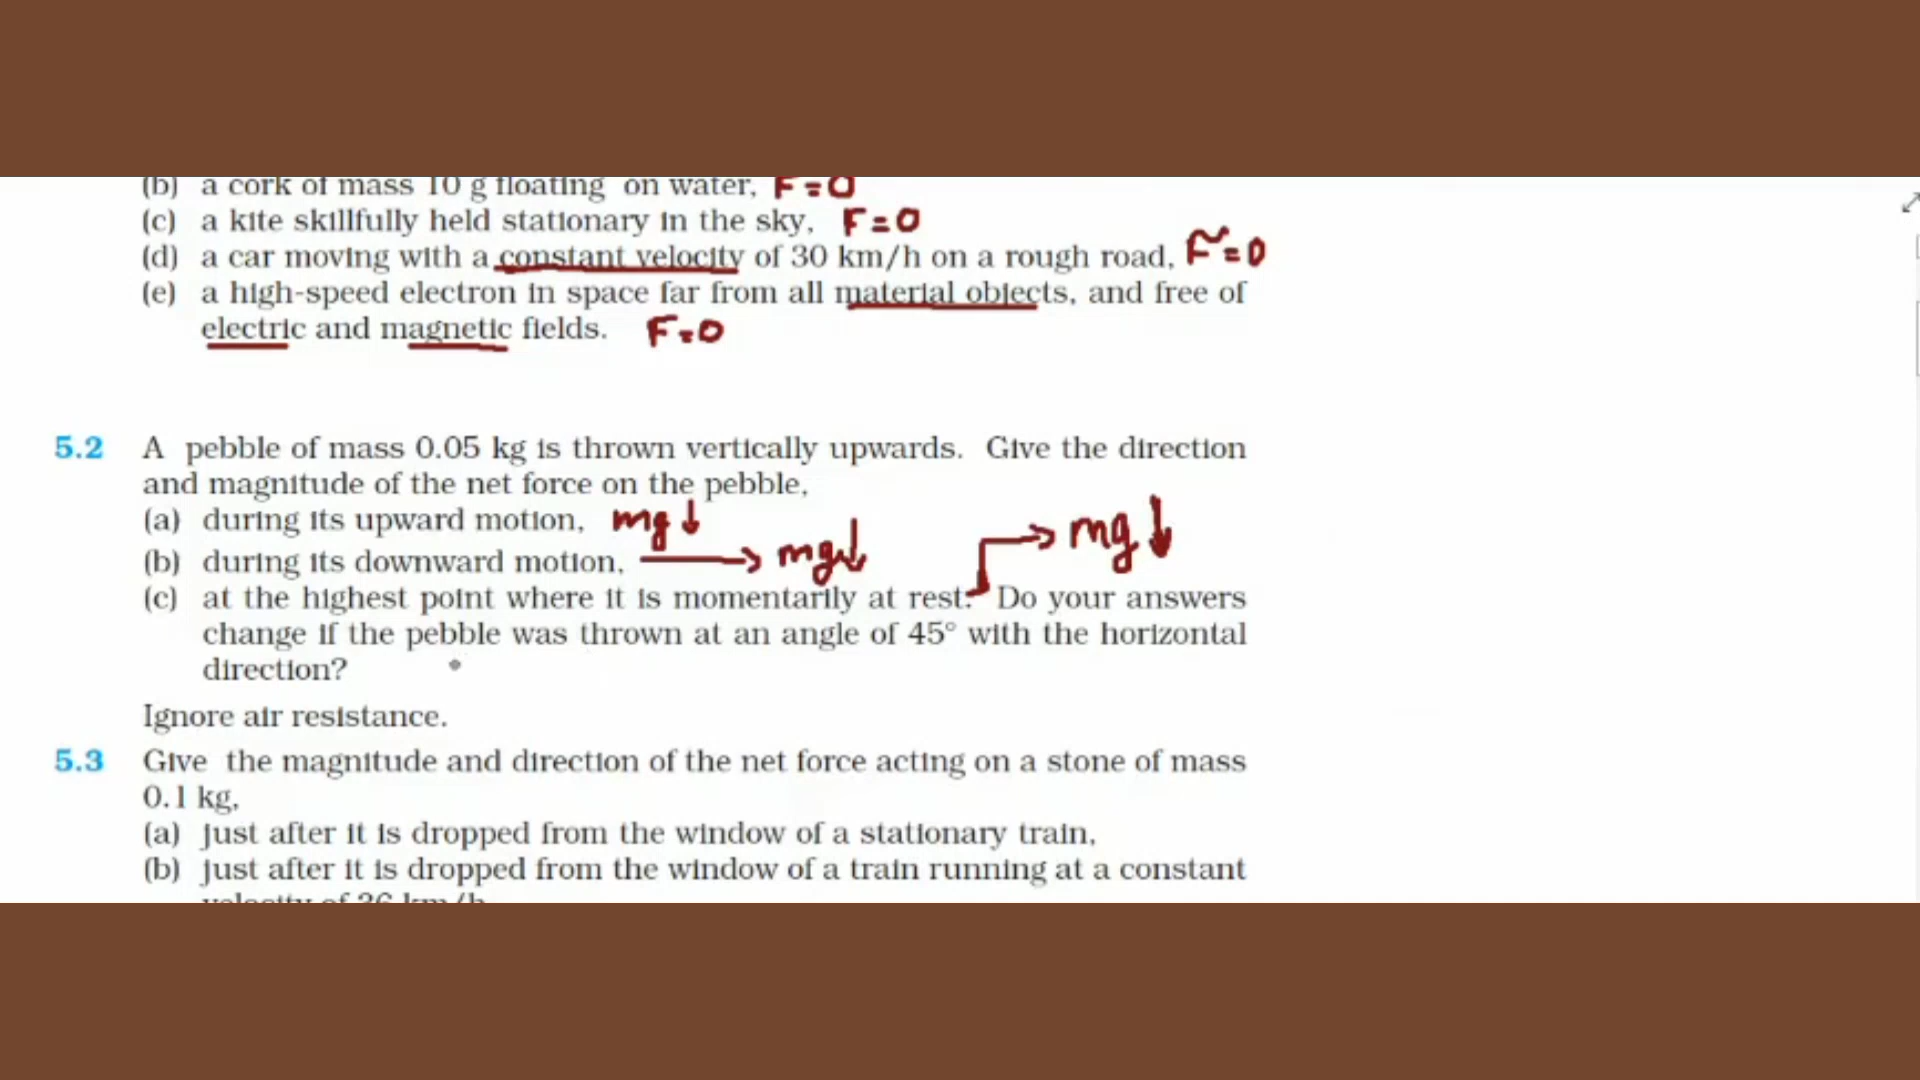 (b) a cork of mass 10 g floating on water, F=0
(c) a kite skillfully held stationary in the sky, F=0
(d) a car moving with a constant velocity of 30 km/h on a rough road, F=0
(e) a high-speed electron in space far from all material objects, and free of
electric and magnetic fields. F=0
5.2 A pebble of mass 0.05 kg is thrown vertically upwards. Give the direction
and magnitude of the net force on the pebble,
(a) during its upward motion, mg↓
(b) during its downward motion, → mg↓ → mg↓
(c) at the highest point where it is momentarily at rest. Do your answers
change if the pebble was thrown at an angle of 45° with the horizontal
direction?
Ignore air resistance.
5.3 Give the magnitude and direction of the net force acting on a stone of mass
0.1 kg,
(a) just after it is dropped from the window of a stationary train,
(b) just after it is dropped from the window of a train running at a constant
velocity of 36 km/h